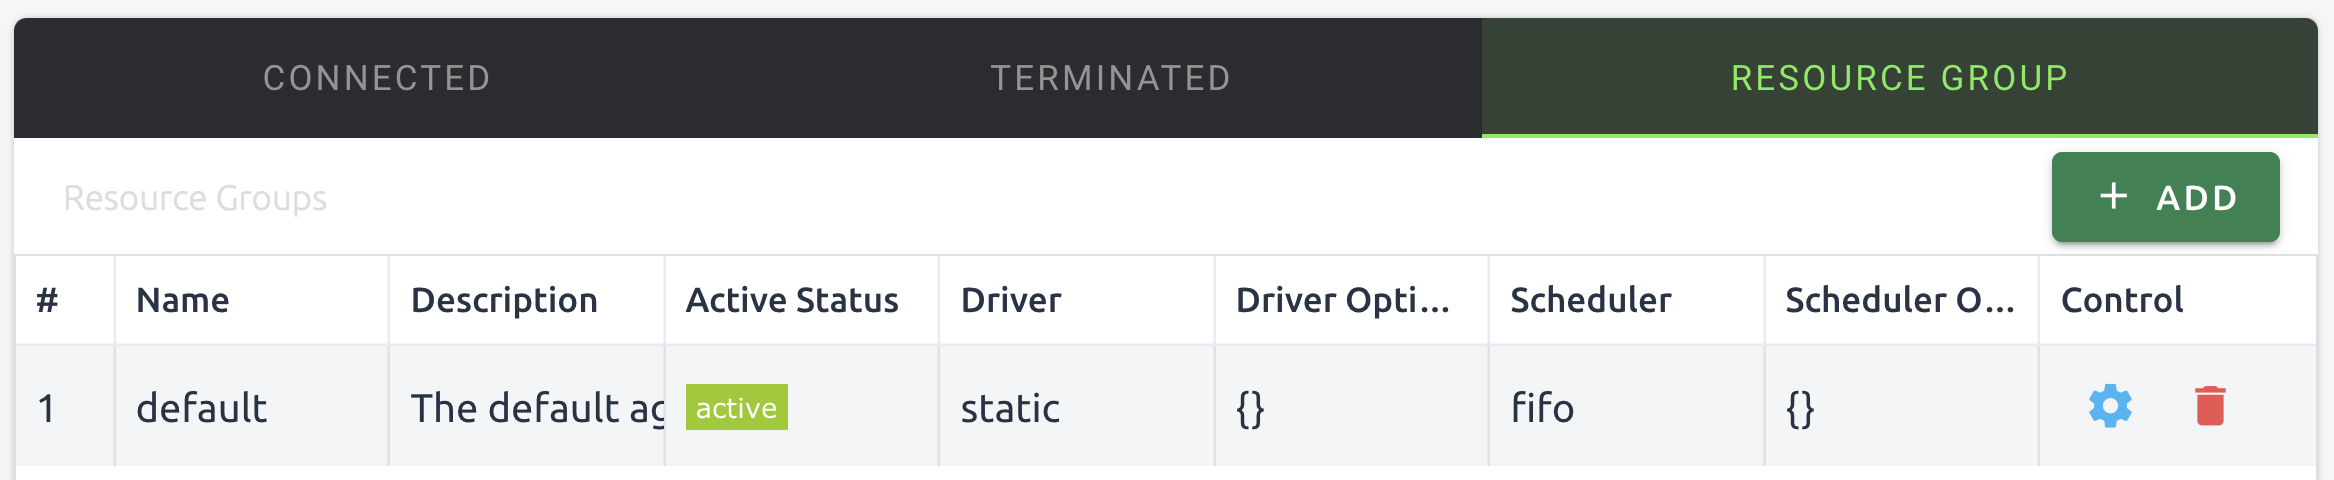 CONNECTED TERMINATED RESOURCE GROUP
Resource Groups + ADD
# Name Description Active Status Driver Driver Opti... Scheduler Scheduler O... Control
1 default The default ag active static {} fifo {}